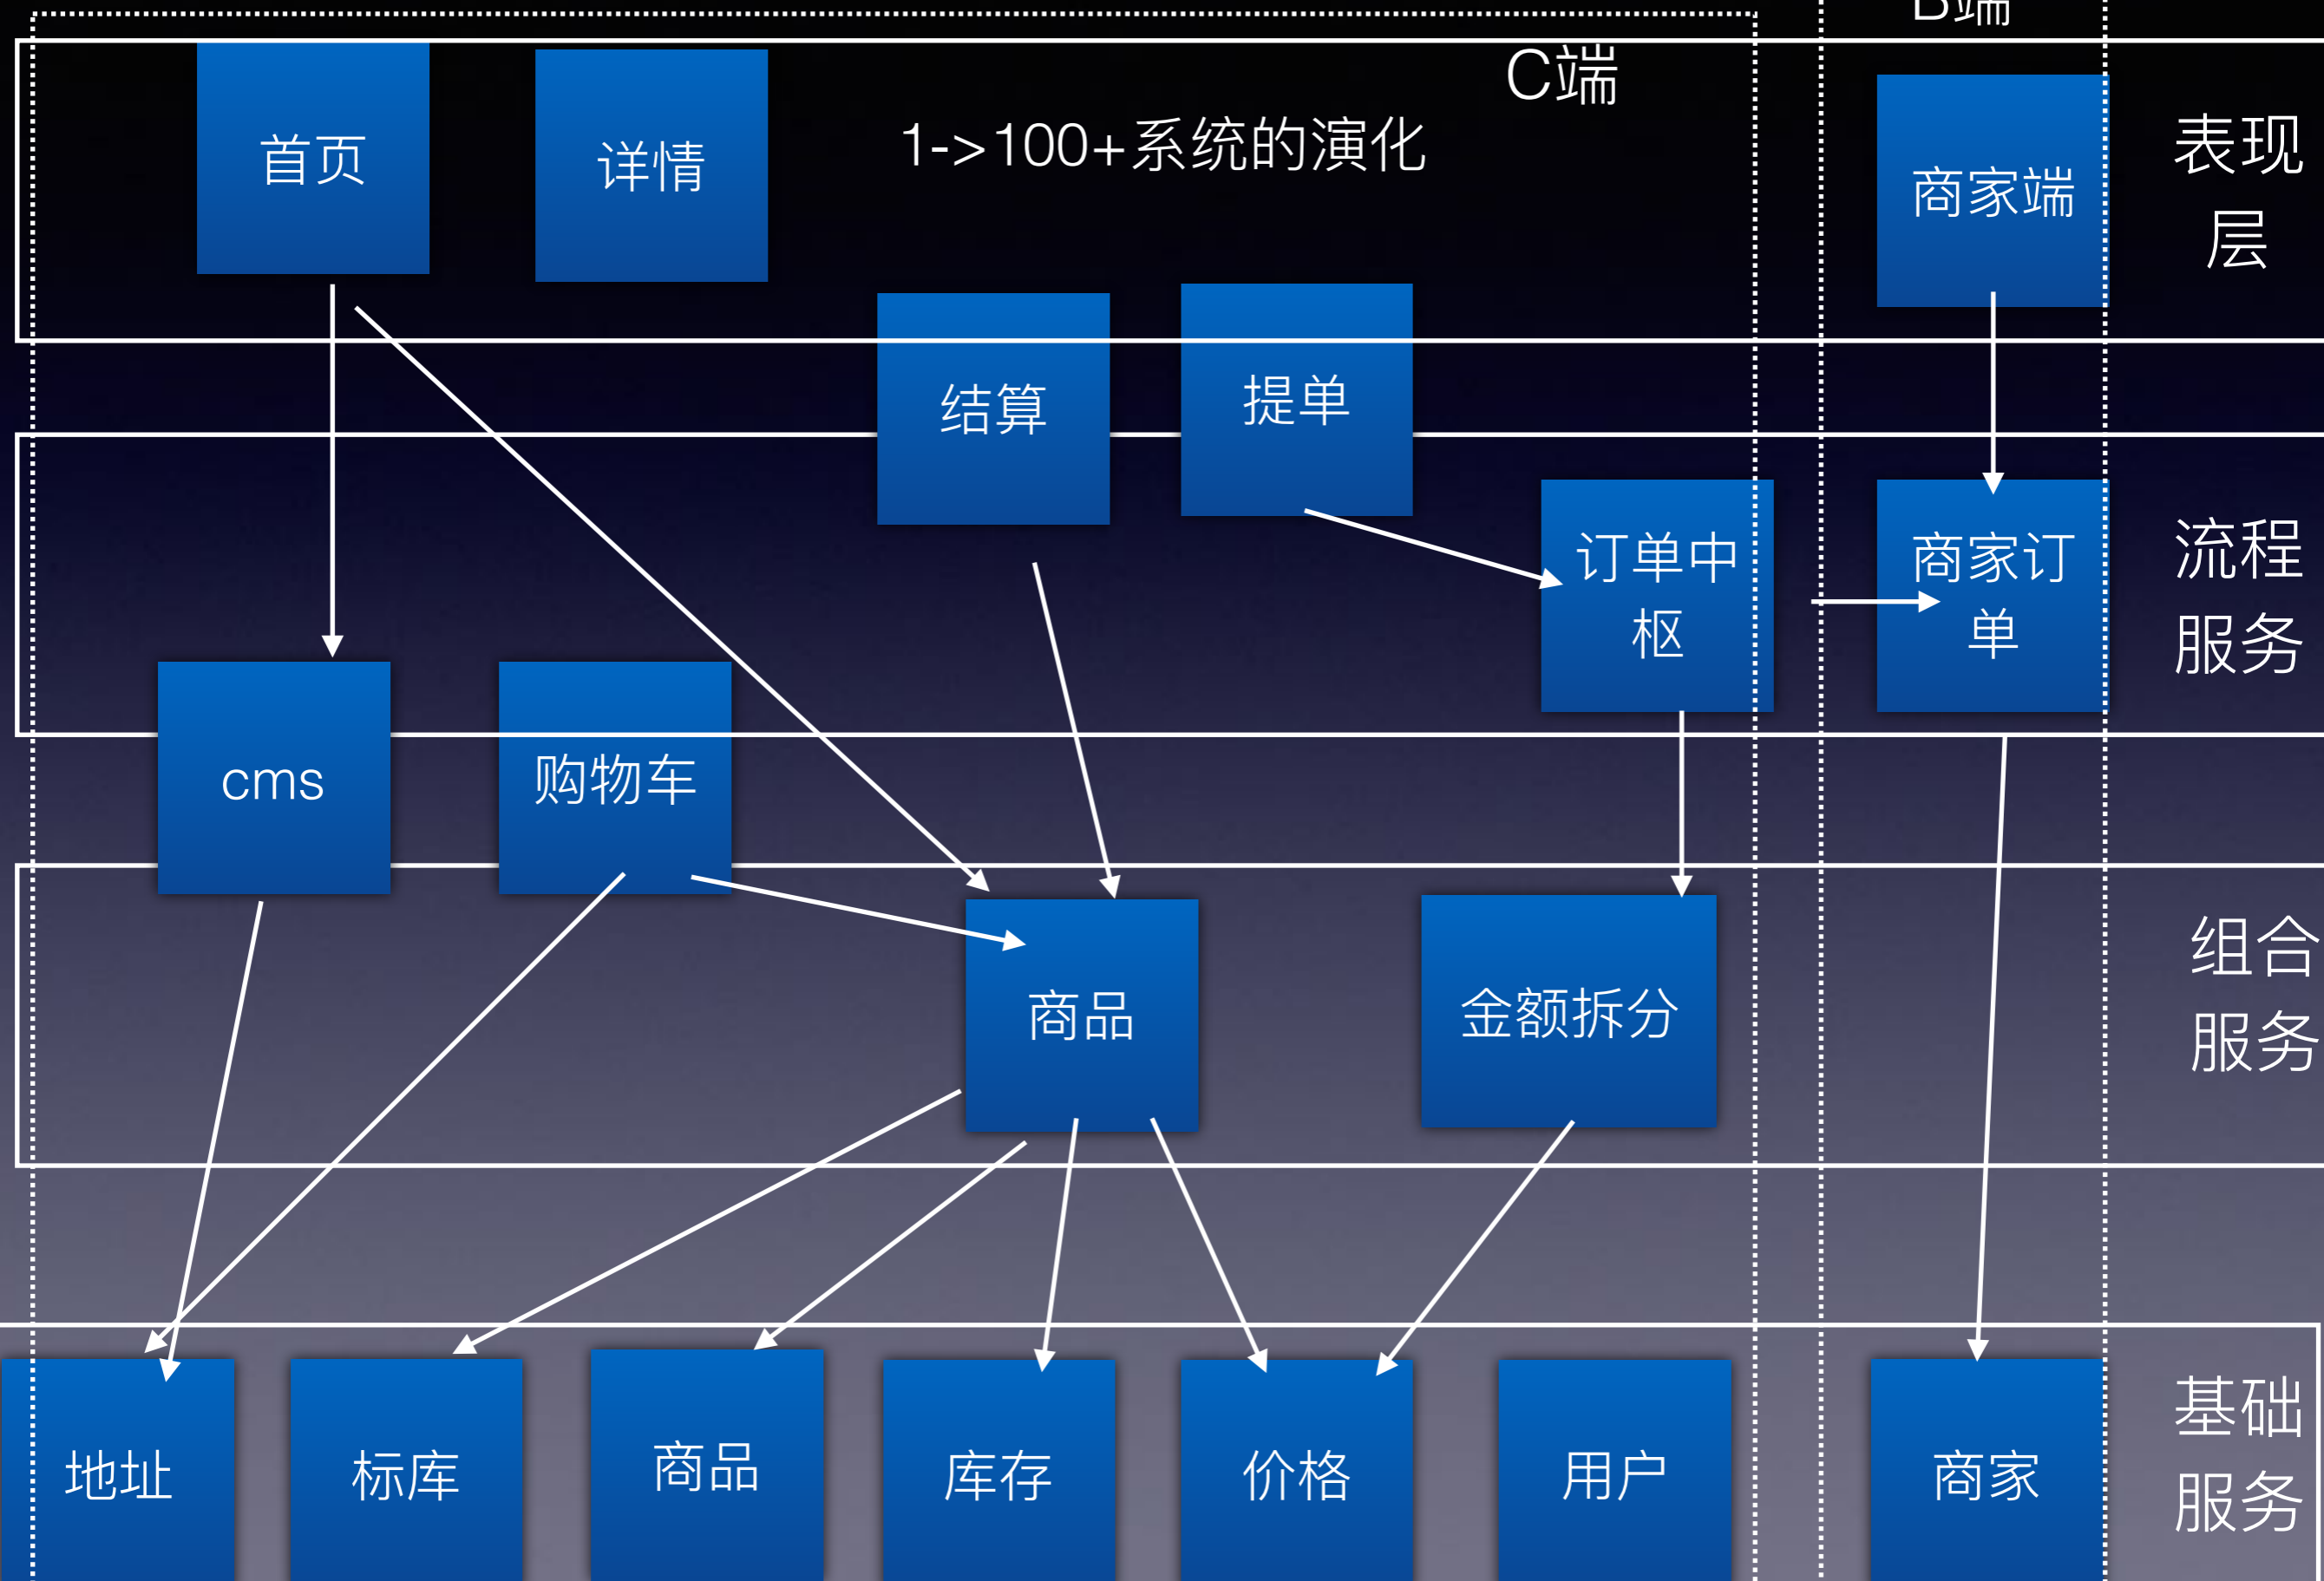 B端
C端
首页
详情
1->100+系统的演化
商家端
表现
层
结算
提单
订单中
枢
商家订
单
流程
服务
cms
购物车
商品
金额拆分
组合
服务
地址
标库
商品
库存
价格
用户
商家
基础
服务